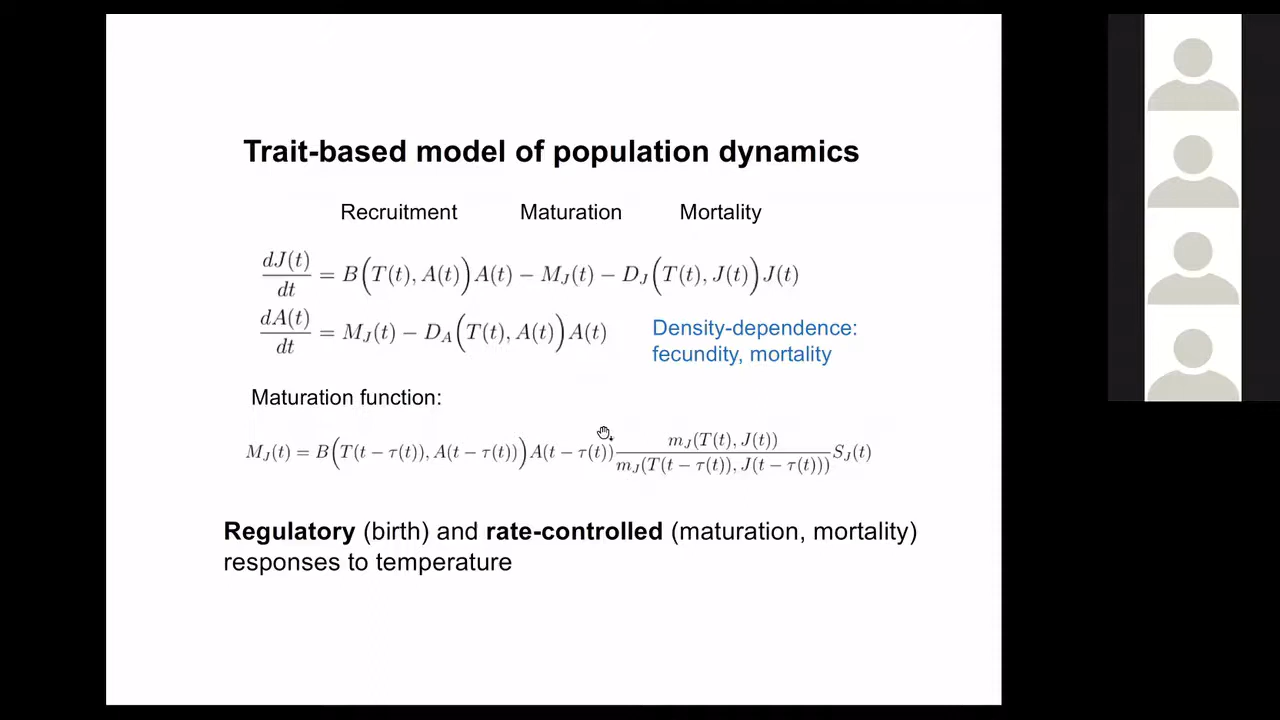 Trait-based model of population dynamics
Recruitment Maturation Mortality
dJ(t)/dt = B(T(t), A(t))A(t) − M_J(t) − D_J(T(t), J(t))J(t)
dA(t)/dt = M_J(t) − D_A(T(t), A(t))A(t)
Density-dependence:
fecundity, mortality
Maturation function:
M_J(t) = B(T(t − τ(t)), A(t − τ(t)))A(t − τ(t)) m_J(T(t), J(t))/m_J(T(t − τ(t)), J(t − τ(t))) S_J(t)
Regulatory (birth) and rate-controlled (maturation, mortality)
responses to temperature